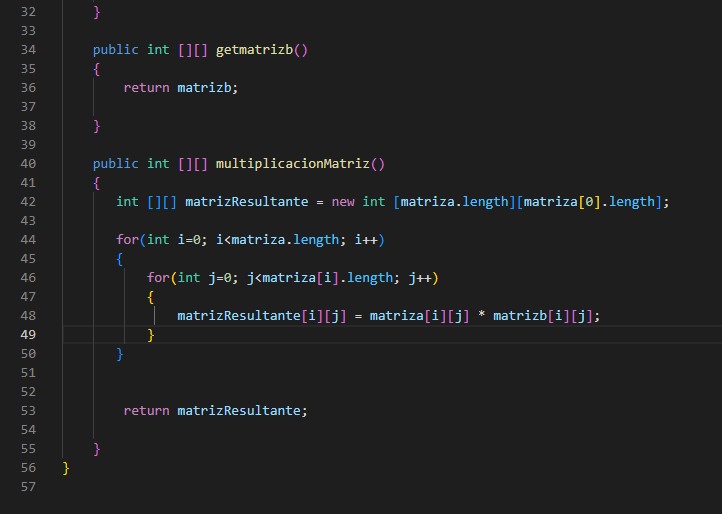 32 }
33
34 public int [][] getmatrizb()
35 {
36 return matrizb;
37
38 }
39
40 public int [][] multiplicacionMatriz()
41 {
42 int [][] matrizResultante = new int [matriza.length][matriza[0].length];
43
44 for(int i=0; i<matriza.length; i++)
45 {
46 for(int j=0; j<matriza[i].length; j++)
47 {
48 matrizResultante[i][j] = matriza[i][j] * matrizb[i][j];
49 }
50 }
51
52
53 return matrizResultante;
54
55 }
56 }
57